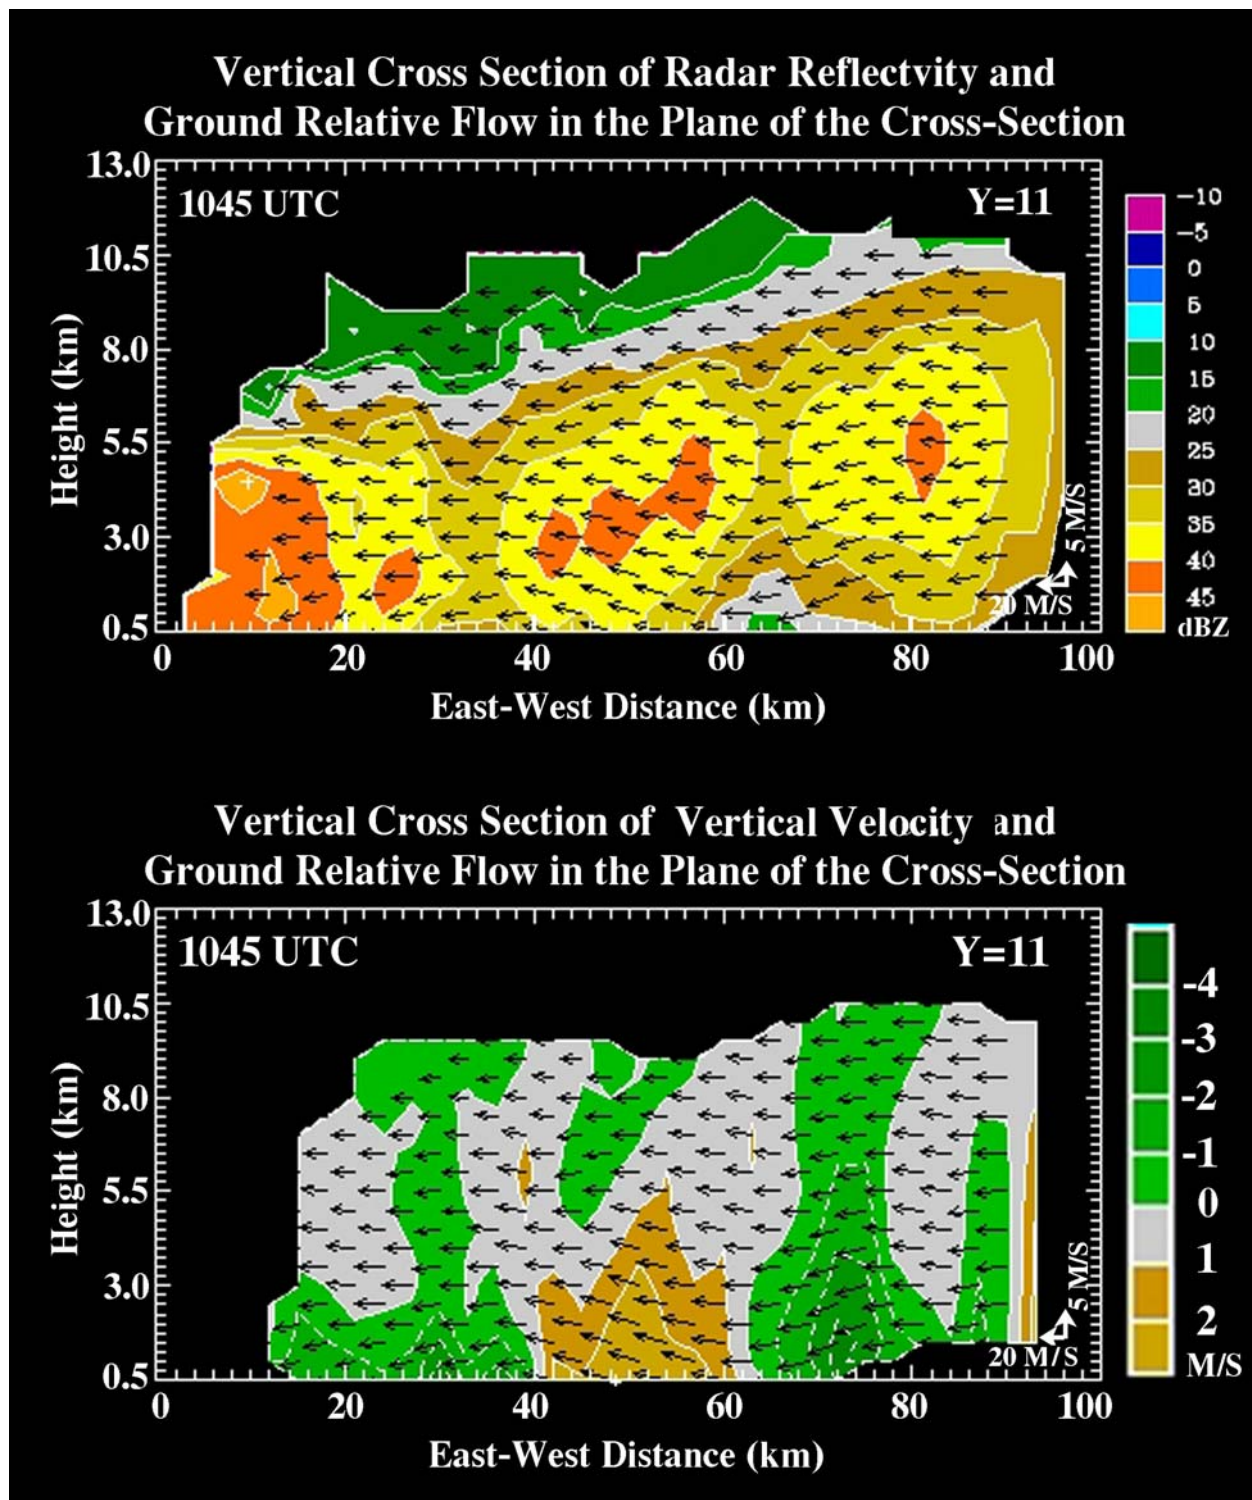 Vertical Cross Section of Radar Reflectvity and
Ground Relative Flow in the Plane of the Cross-Section
13.0
1045 UTC
Y=11
10.5
8.0
5.5
3.0
0.5
Height (km)
5 M/S
20 M/S
0 20 40 60 80 100
East-West Distance (km)
-10
-5
0
5
10
15
20
25
30
35
40
45
dBZ
Vertical Cross Section of Vertical Velocity and
Ground Relative Flow in the Plane of the Cross-Section
13.0
1045 UTC
Y=11
10.5
8.0
5.5
3.0
0.5
Height (km)
5 M/S
20 M/S
0 20 40 60 80 100
East-West Distance (km)
-4
-3
-2
-1
0
1
2
M/S